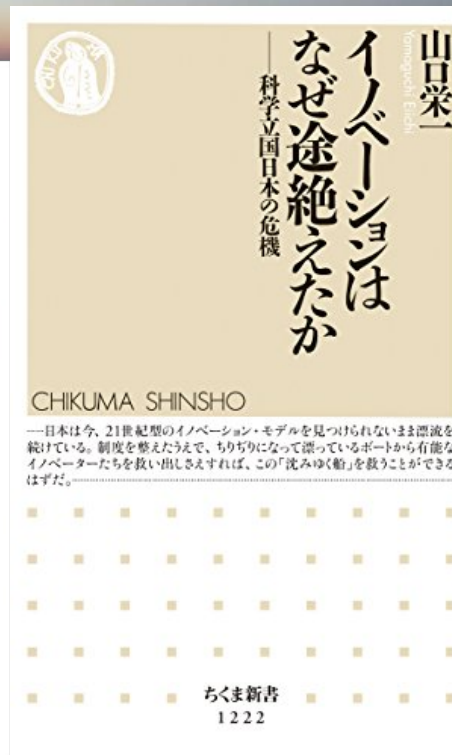 山口栄一
Yamaguchi Eiichi
イノベーションは
なぜ途絶えたか
──科学立国日本の危機
CHIKUMA
CHIKUMA SHINSHO
──日本は今、21世紀型のイノベーション・モデルを見つけられないまま漂流を
続けている。制度を整えたうえで、ちりぢりになって漂っているボートから有能な
イノベーターたちを救い出しさえすれば、この「沈みゆく船」を救うことができる
はずだ。
ちくま新書
1222